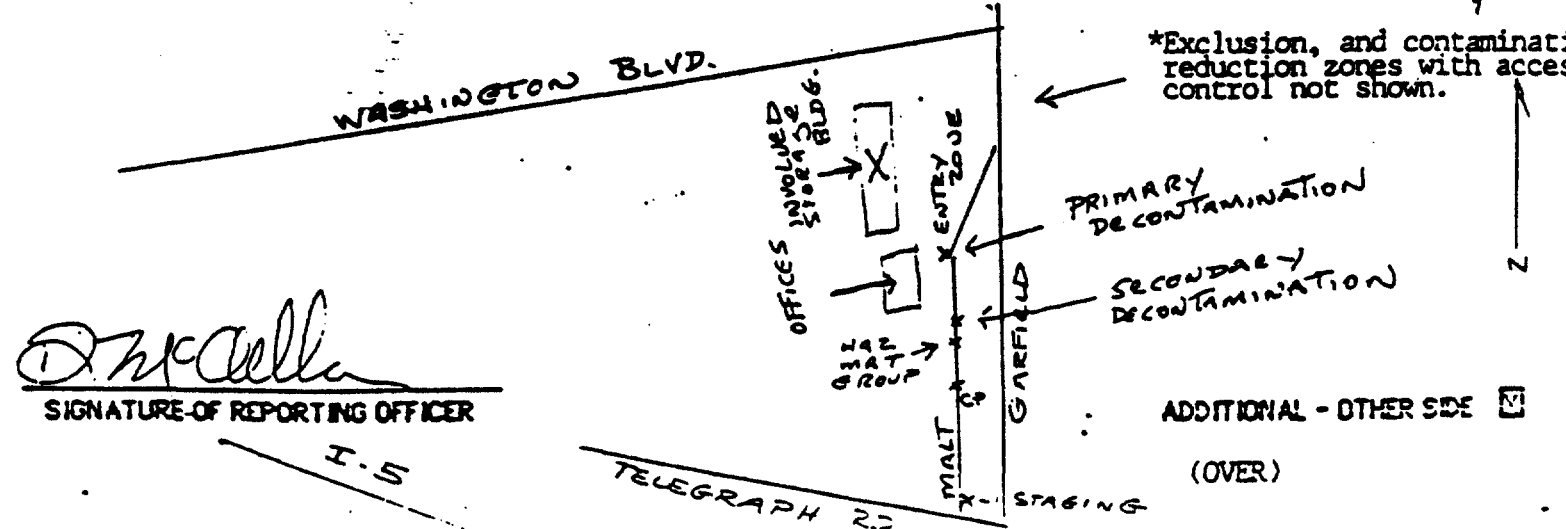 *Exclusion, and contaminati
reduction zones with acces
control not shown.
WASHINGTON BLVD.
INVOLVED
STORAGE
BLDG.
X
ENTRY
ZONE
X
PRIMARY
DECONTAMINATION
N
OFFICES
SECONDARY
DECONTAMINATION
HAZ
MAT
GROUP
CP
MALT
GARFIELD
D. McClella
SIGNATURE OF REPORTING OFFICER
ADDITIONAL - OTHER SIDE
(OVER)
I-5
TELEGRAPH
X - STAGING